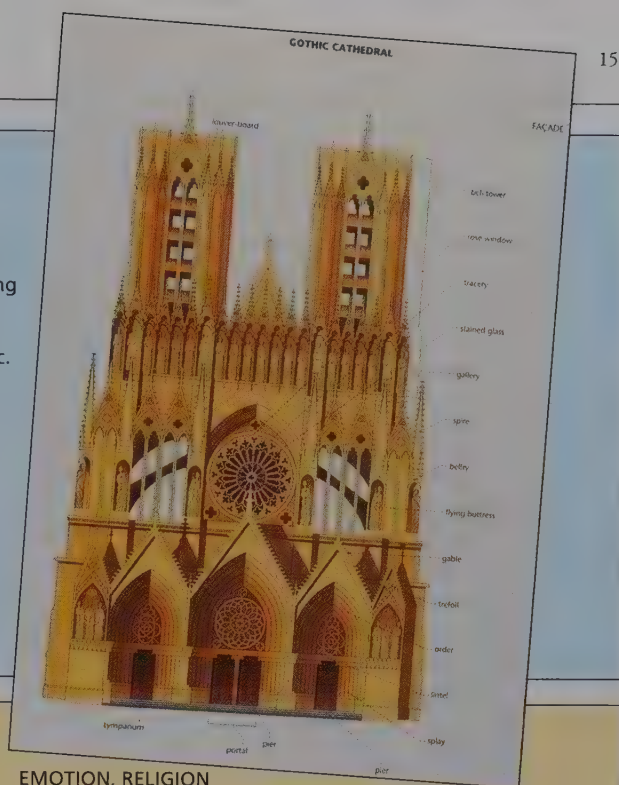 GOTHIC CATHEDRAL
15
FAÇADE
louver-board
bell tower
rose window
tracery
stained glass
gallery
spire
belfry
flying buttress
gable
trefoil
order
lintel
splay
tympanum
portal
pier
pier
ng
c.
EMOTION, RELIGION